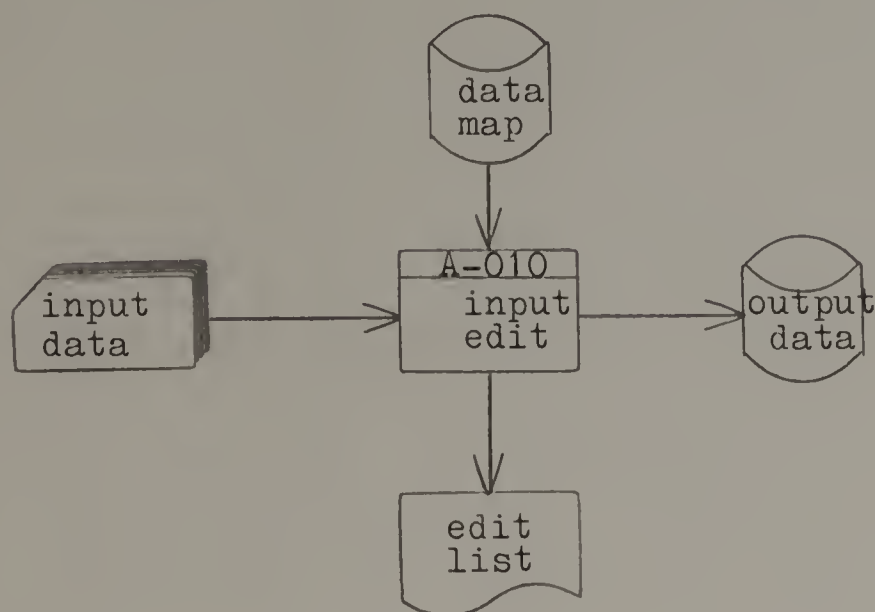 data
map
A-010
input
edit
input
data
output
data
edit
list